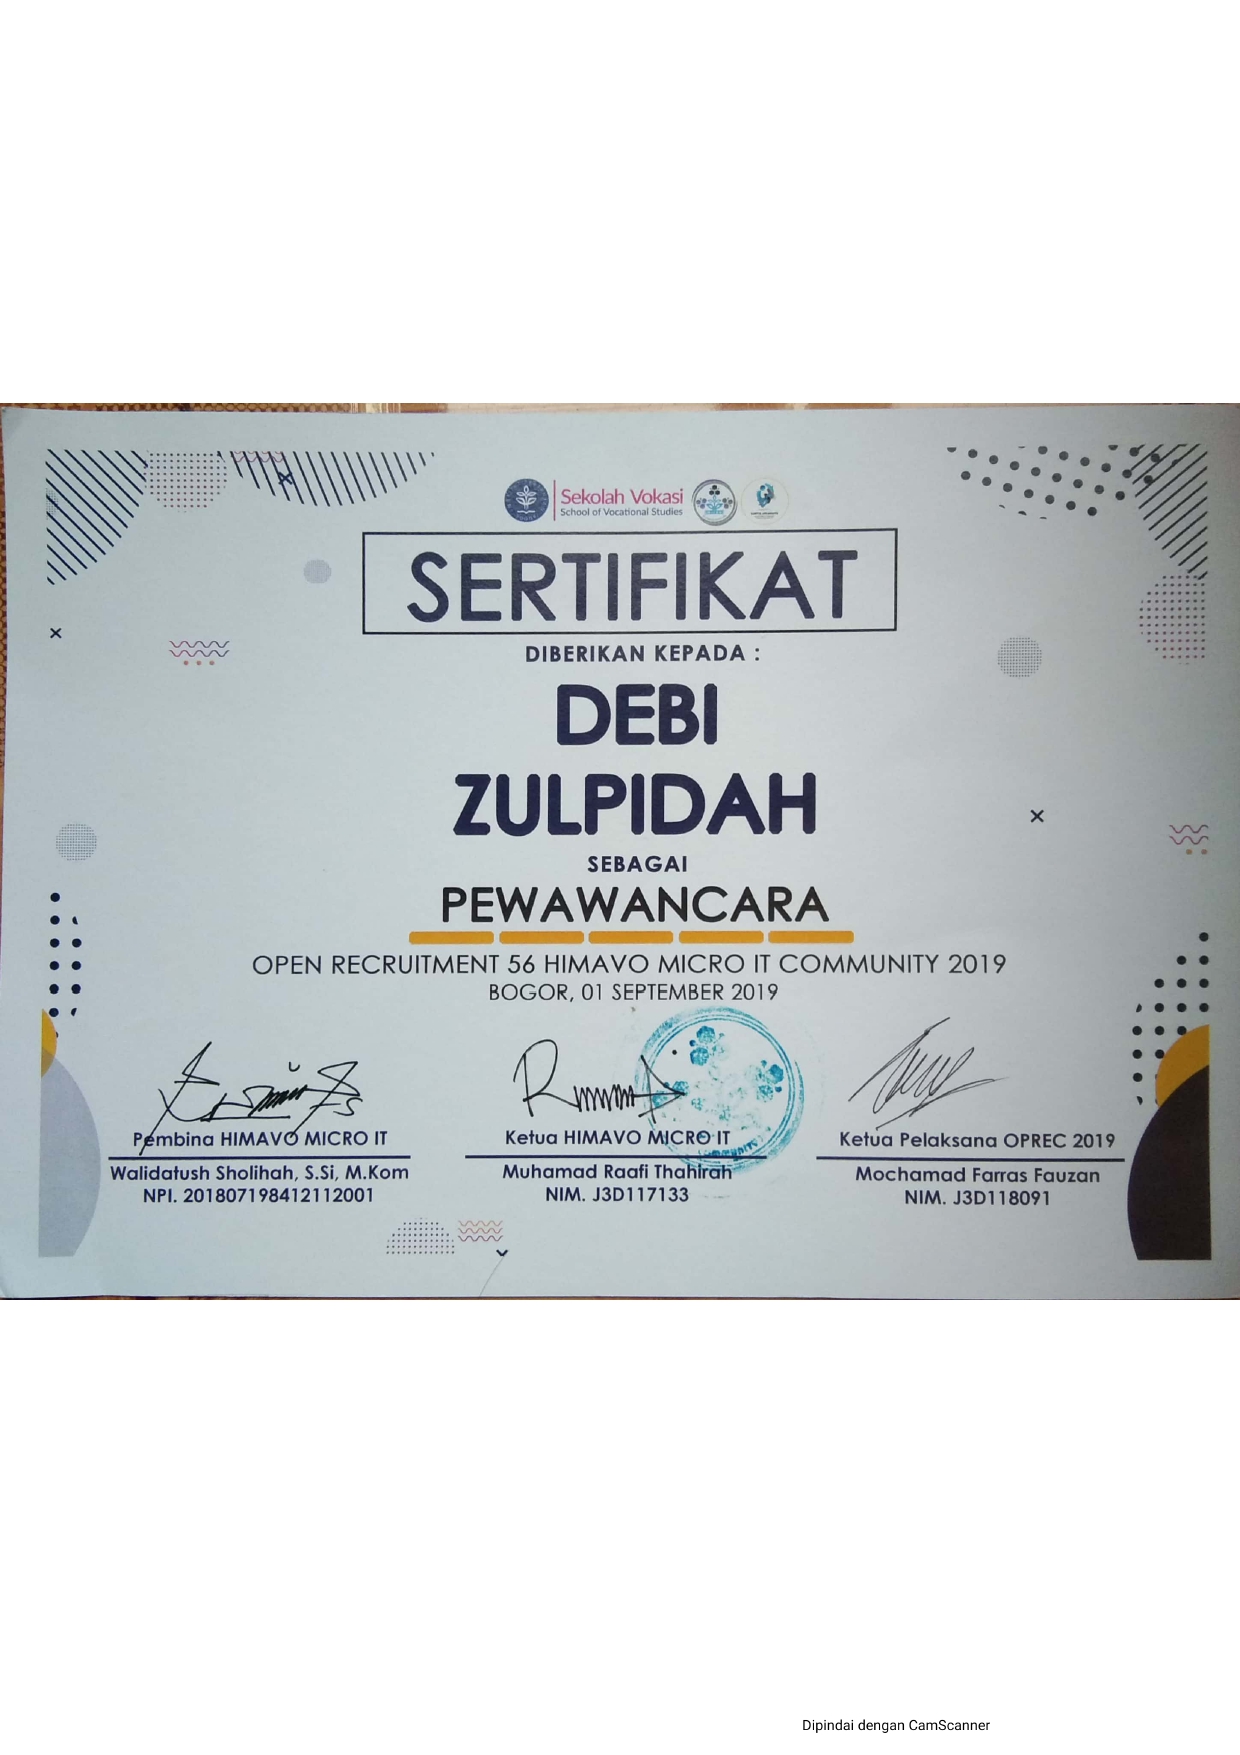 Sekolah Vokasi
School of Vocational Studies
SERTIFIKAT
DIBERIKAN KEPADA :
DEBI
ZULPIDAH
SEBAGAI
PEWAWANCARA
OPEN RECRUITMENT 56 HIMAVO MICRO IT COMMUNITY 2019
BOGOR, 01 SEPTEMBER 2019
Pembina HIMAVO MICRO IT
Walidatush Sholihah, S.Si, M.Kom
NPI. 201807198412112001
Ketua HIMAVO MICRO IT
Muhamad Raafi Thahirah
NIM. J3D117133
Ketua Pelaksana OPREC 2019
Mochamad Farras Fauzan
NIM. J3D118091
Dipindai dengan CamScanner